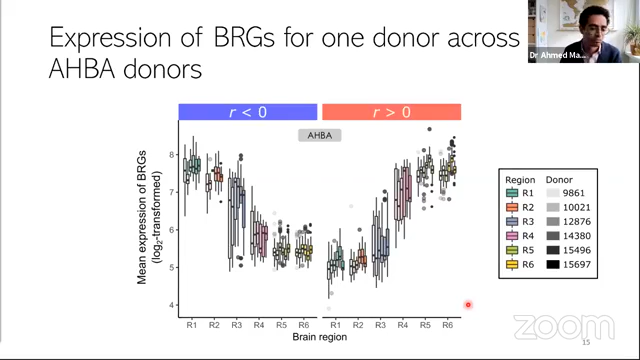 Expression of BRGs for one donor across
AHBA donors
Dr Ahmed Ma...
r < 0
r > 0
AHBA
Mean expression of BRGs
(log2-transformed)
8
7
6
5
4
R1 R2 R3 R4 R5 R6
R1 R2 R3 R4 R5 R6
Brain region
Region Donor
R1 9861
R2 10021
R3 12876
R4 14380
R5 15496
R6 15697
zoom
15